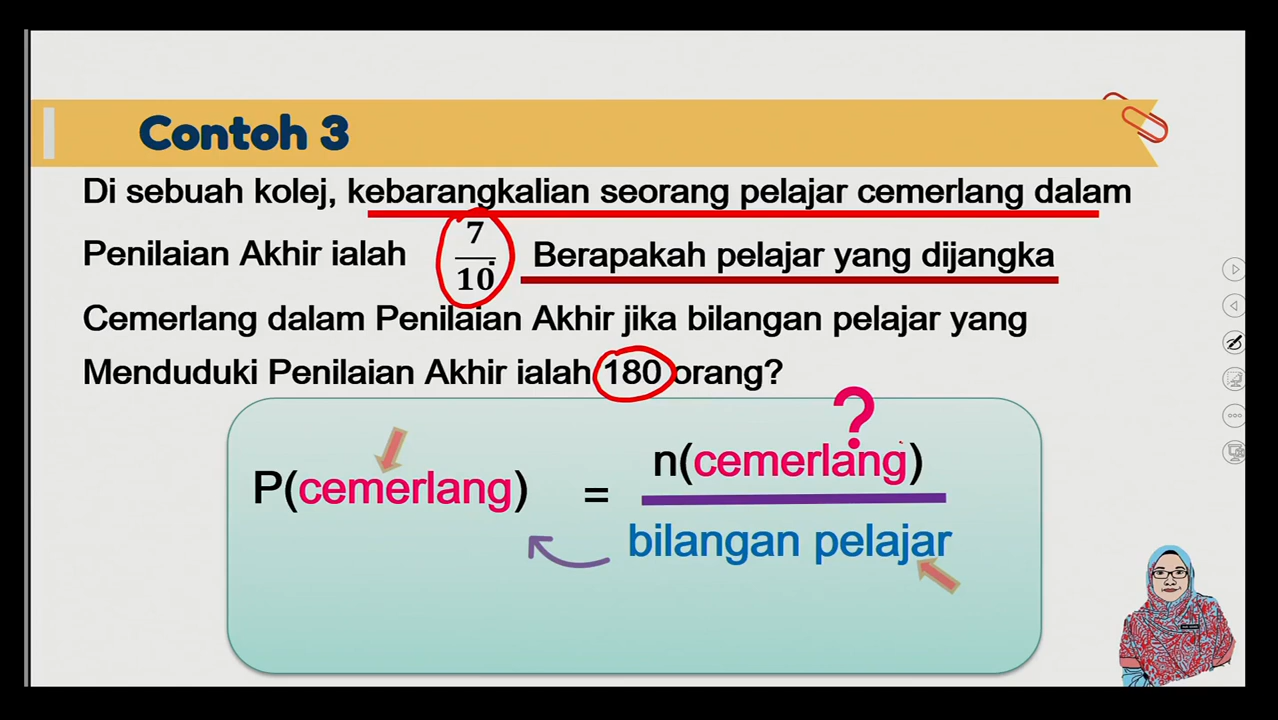 Contoh 3
Di sebuah kolej, kebarangkalian seorang pelajar cemerlang dalam
Penilaian Akhir ialah 7/10 Berapakah pelajar yang dijangka
Cemerlang dalam Penilaian Akhir jika bilangan pelajar yang
Menduduki Penilaian Akhir ialah 180 orang?
?
P(cemerlang) = n(cemerlang)
bilangan pelajar